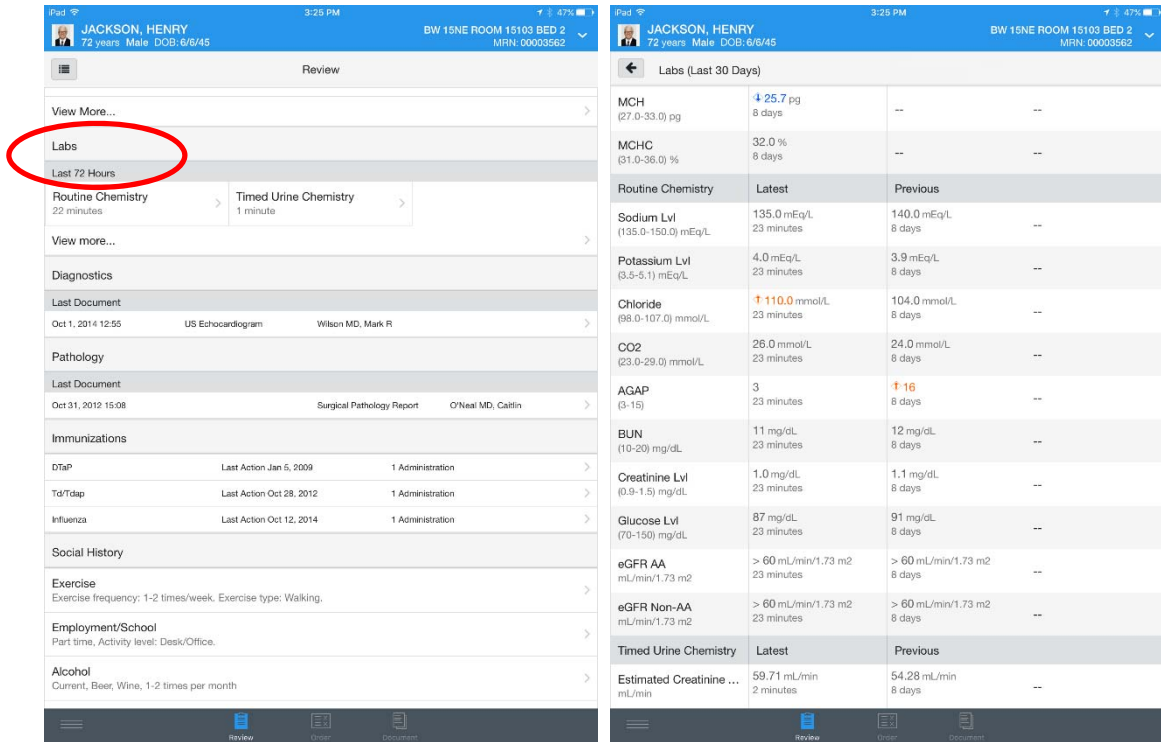 iPad 3:25 PM 47%
JACKSON, HENRY BW 15NE ROOM 15103 BED 2
72 years Male DOB:6/6/45 MRN: 00003562
Review
View More...
Labs
Last 72 Hours
Routine Chemistry Timed Urine Chemistry
22 minutes 1 minute
View more...
Diagnostics
Last Document
Oct 1, 2014 12:55 US Echocardiogram Wilson MD, Mark R
Pathology
Last Document
Oct 31, 2012 15:08 Surgical Pathology Report O'Neal MD, Caitlin
Immunizations
DTaP Last Action Jan 5, 2009 1 Administration
Td/Tdap Last Action Oct 28, 2012 1 Administration
Influenza Last Action Oct 12, 2014 1 Administration
Social History
Exercise
Exercise frequency: 1-2 times/week. Exercise type: Walking.
Employment/School
Part time, Activity level: Desk/Office.
Alcohol
Current, Beer, Wine, 1-2 times per month
Review Order Document
iPad 3:25 PM 47%
JACKSON, HENRY BW 15NE ROOM 15103 BED 2
72 years Male DOB:6/6/45 MRN: 00003562
Labs (Last 30 Days)
MCH 25.7 pg -- --
(27.0-33.0) pg 8 days
MCHC 32.0 % -- --
(31.0-36.0) % 8 days
Routine Chemistry Latest Previous
Sodium Lvl 135.0 mEq/L 140.0 mEq/L --
(135.0-150.0) mEq/L 23 minutes 8 days
Potassium Lvl 4.0 mEq/L 3.9 mEq/L --
(3.5-5.1) mEq/L 23 minutes 8 days
Chloride ↑ 110.0 mmol/L 104.0 mmol/L --
(98.0-107.0) mmol/L 23 minutes 8 days
CO2 26.0 mmol/L 24.0 mmol/L --
(23.0-29.0) mmol/L 23 minutes 8 days
AGAP 3 ↑ 16 --
(3-15) 23 minutes 8 days
BUN 11 mg/dL 12 mg/dL --
(10-20) mg/dL 23 minutes 8 days
Creatinine Lvl 1.0 mg/dL 1.1 mg/dL --
(0.9-1.5) mg/dL 23 minutes 8 days
Glucose Lvl 87 mg/dL 91 mg/dL --
(70-150) mg/dL 23 minutes 8 days
eGFR AA > 60 mL/min/1.73 m2 > 60 mL/min/1.73 m2 --
mL/min/1.73 m2 23 minutes 8 days
eGFR Non-AA > 60 mL/min/1.73 m2 > 60 mL/min/1.73 m2 --
mL/min/1.73 m2 23 minutes 8 days
Timed Urine Chemistry Latest Previous
Estimated Creatinine ... 59.71 mL/min 54.28 mL/min --
mL/min 2 minutes 8 days
Review Order Document